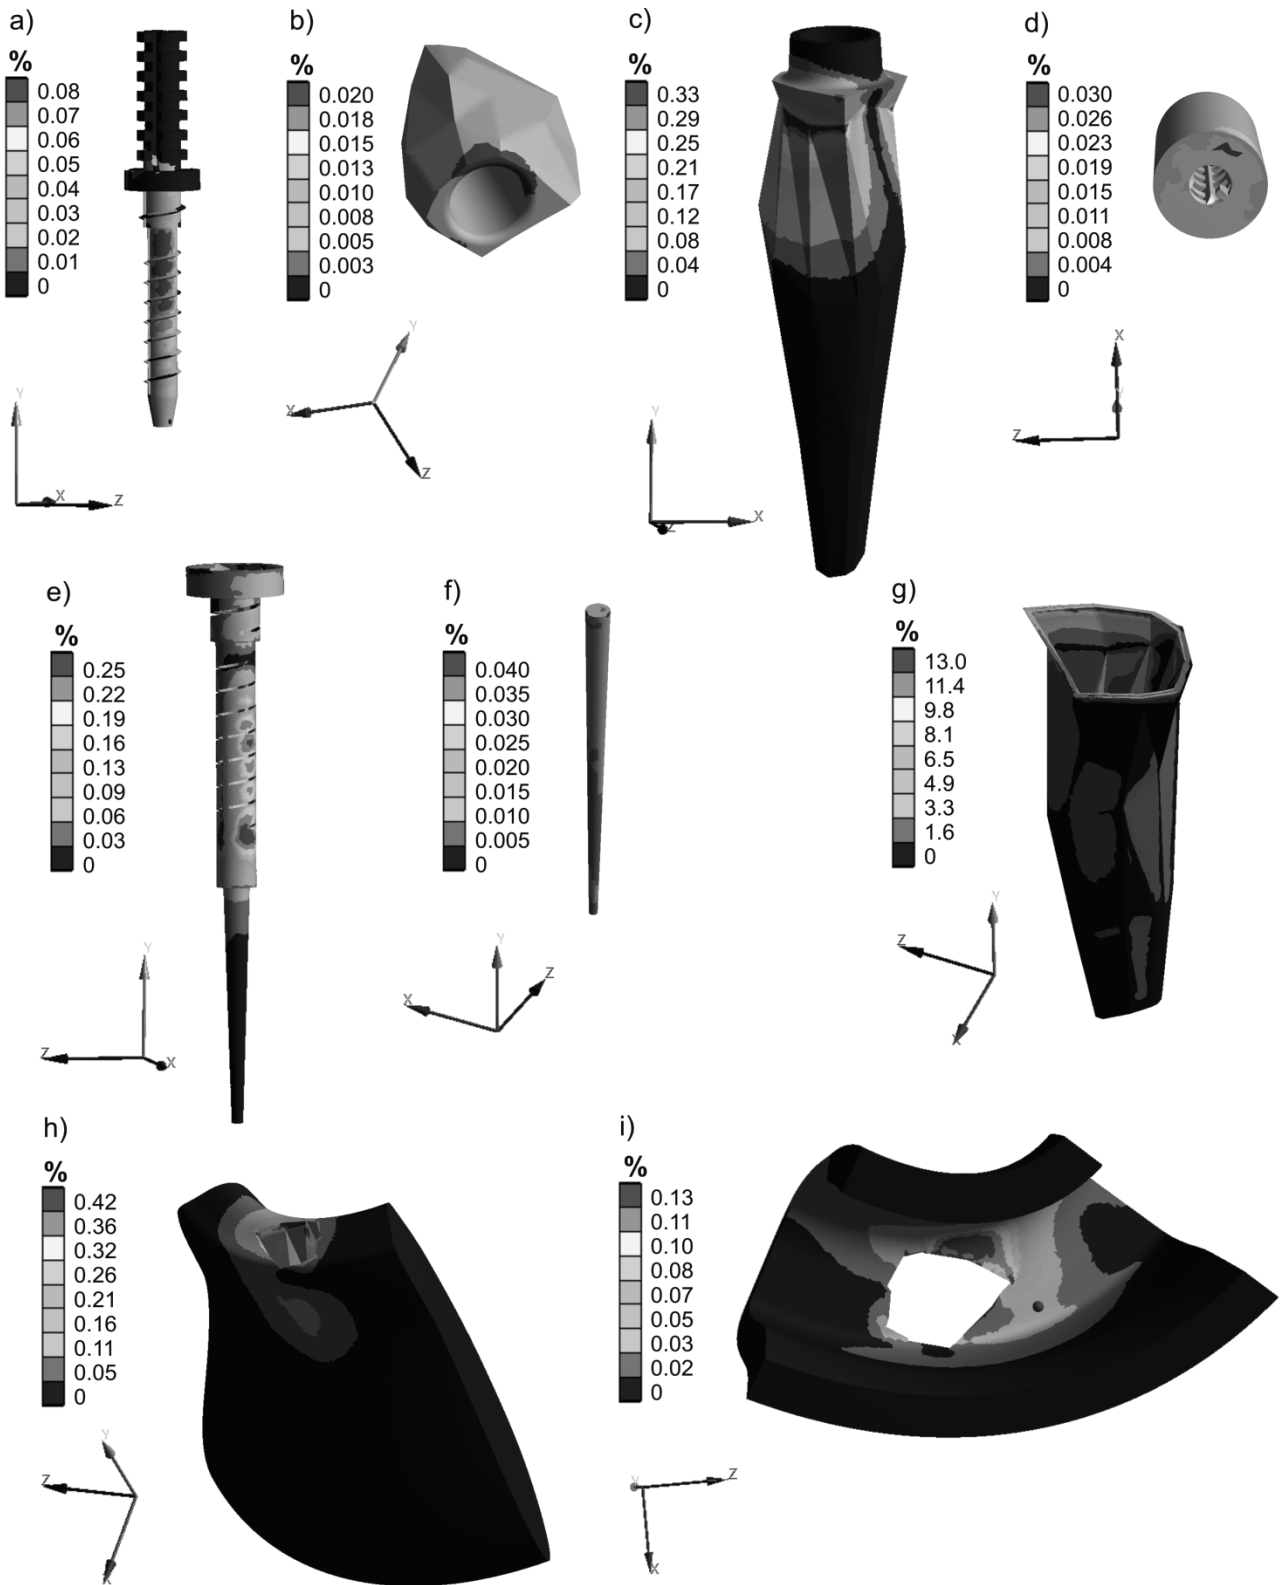 a)
%
0.08
0.07
0.06
0.05
0.04
0.03
0.02
0.01
0
Y
X
Z
b)
%
0.020
0.018
0.015
0.013
0.010
0.008
0.005
0.003
0
Y
X
Z
c)
%
0.33
0.29
0.25
0.21
0.17
0.12
0.08
0.04
0
Y
X
Z
d)
%
0.030
0.026
0.023
0.019
0.015
0.011
0.008
0.004
0
X
Y
Z
e)
%
0.25
0.22
0.19
0.16
0.13
0.09
0.06
0.03
0
Y
Z
X
f)
%
0.040
0.035
0.030
0.025
0.020
0.015
0.010
0.005
0
Y
Z
X
g)
%
13.0
11.4
9.8
8.1
6.5
4.9
3.3
1.6
0
Y
Z
X
h)
%
0.42
0.36
0.32
0.26
0.21
0.16
0.11
0.05
0
Y
Z
X
i)
%
0.13
0.11
0.10
0.08
0.07
0.05
0.03
0.02
0
Y
Z
X